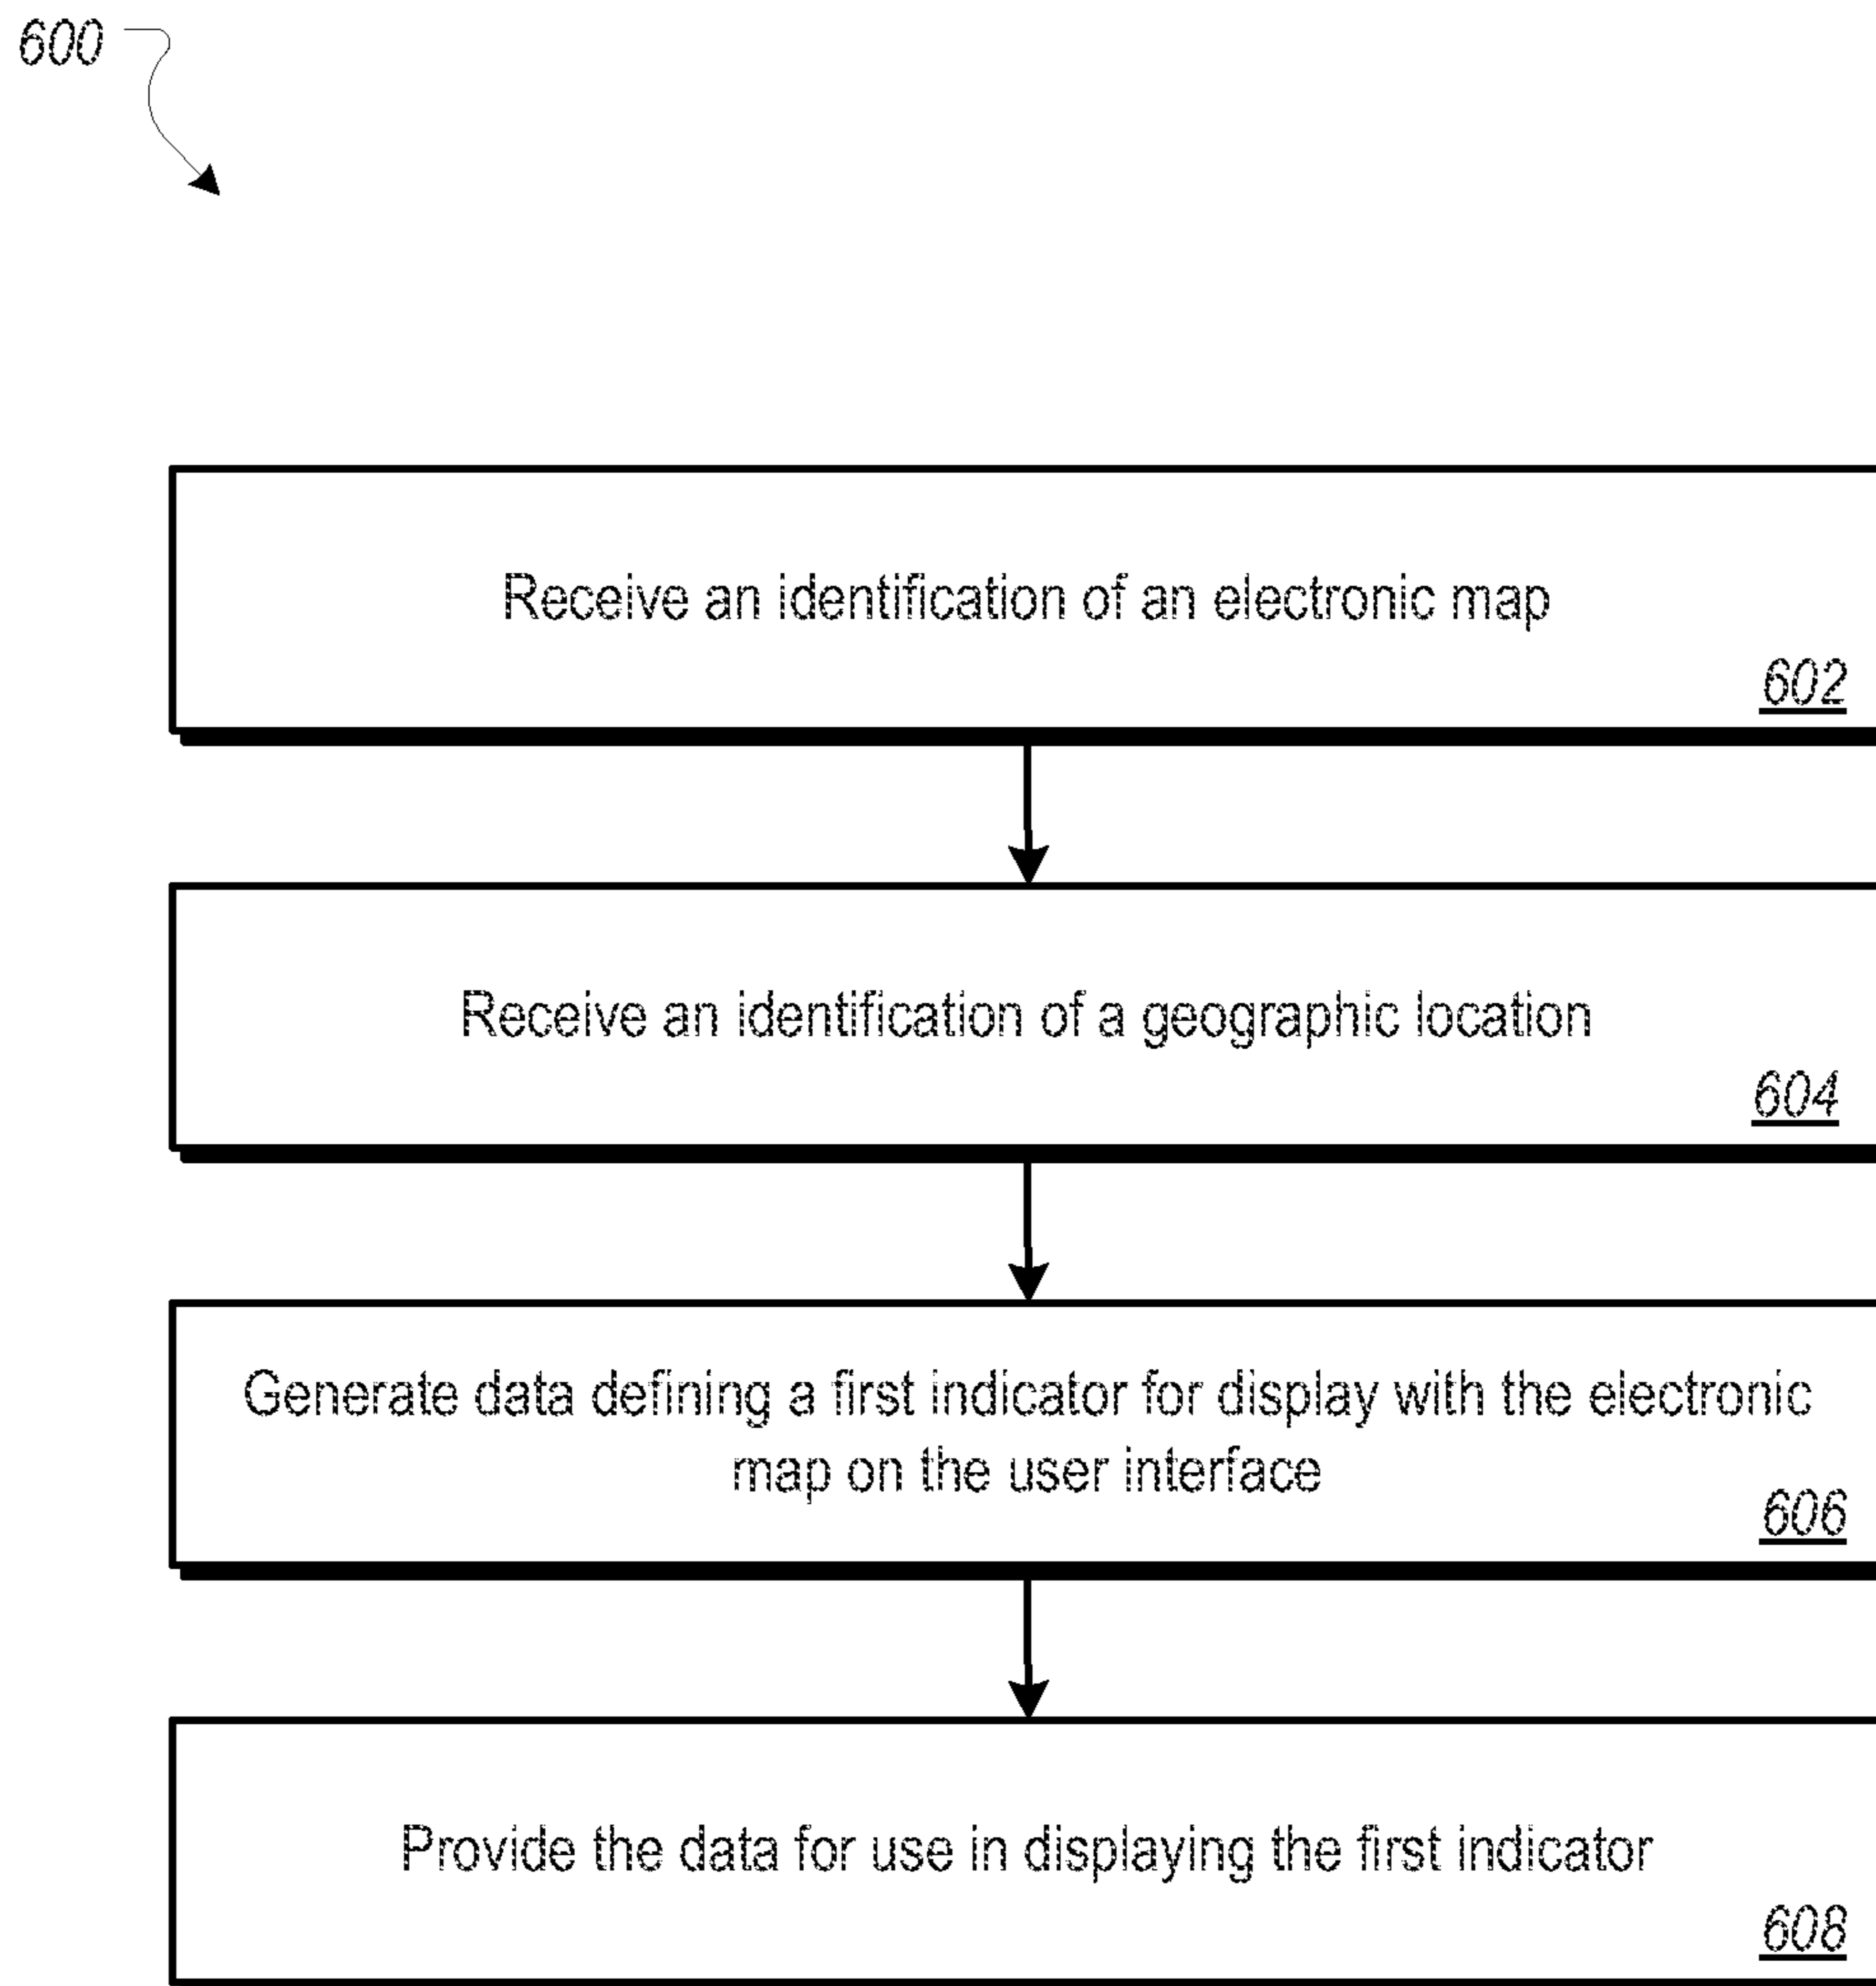 600
Receive an identification of an electronic map
602
Receive an identification of a geographic location
604
Generate data defining a first indicator for display with the electronic
map on the user interface
606
Provide the data for use in displaying the first indicator
608